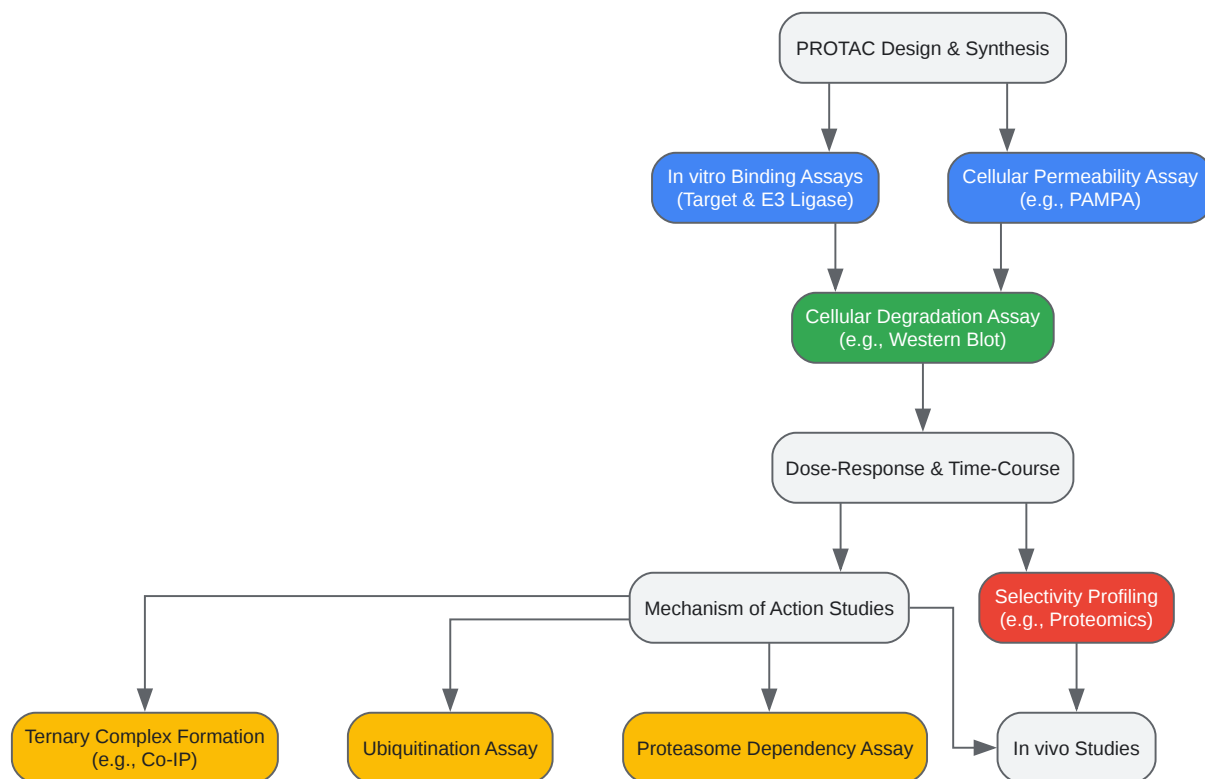 PROTAC Design & Synthesis
In vitro Binding Assays
(Target & E3 Ligase)
Cellular Permeability Assay
(e.g., PAMPA)
Cellular Degradation Assay
(e.g., Western Blot)
Dose-Response & Time-Course
Mechanism of Action Studies
Selectivity Profiling
(e.g., Proteomics)
Ternary Complex Formation
(e.g., Co-IP)
Ubiquitination Assay
Proteasome Dependency Assay
In vivo Studies